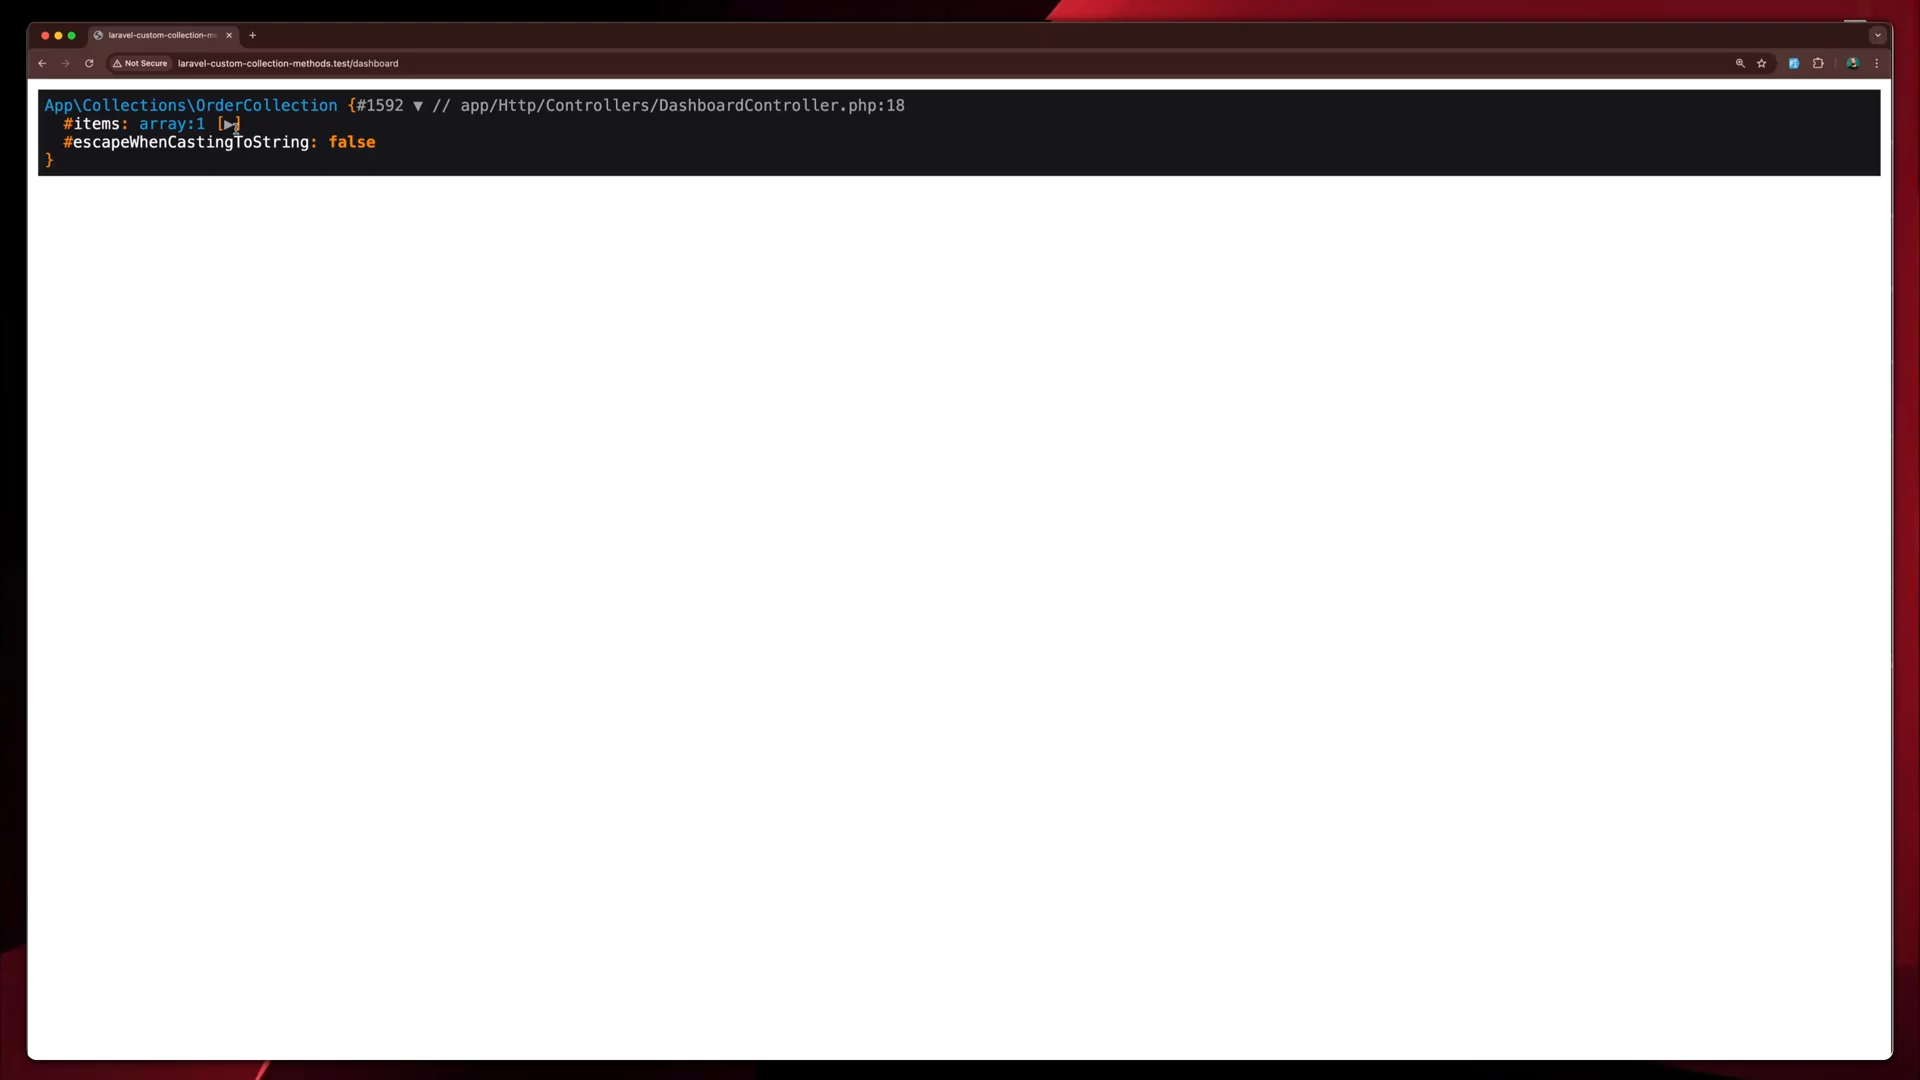 laravel-custom-collection-m
Not Secure laravel-custom-collection-methods.test/dashboard
App\Collections\OrderCollection {#1592 ▼ // app/Http/Controllers/DashboardController.php:18
#items: array:1 [▶]
#escapeWhenCastingToString: false
}